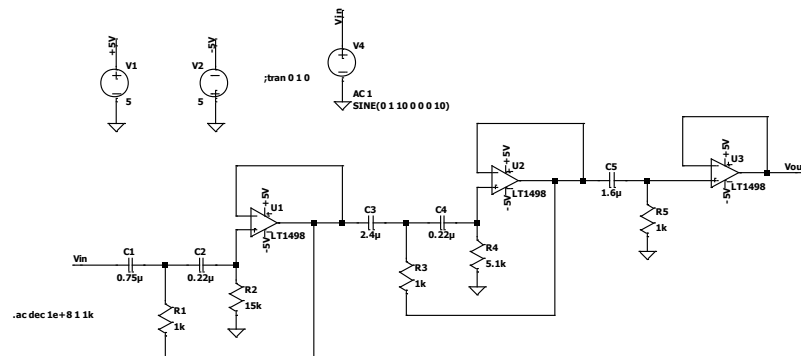 +5V
V1
5
-5V
V2
5
;tran 0 1 0
Vin
V4
AC 1
SINE(0 1 10 0 0 0 10)
+5V
U1
LT1498
-5V
Vin
C1
0.75µ
C2
0.22µ
R1
1k
R2
15k
.ac dec 1e+8 1 1k
C3
2.4µ
C4
0.22µ
R3
1k
R4
5.1k
+5V
U2
LT1498
-5V
C5
1.6µ
R5
1k
+5V
U3
LT1498
-5V
Vou